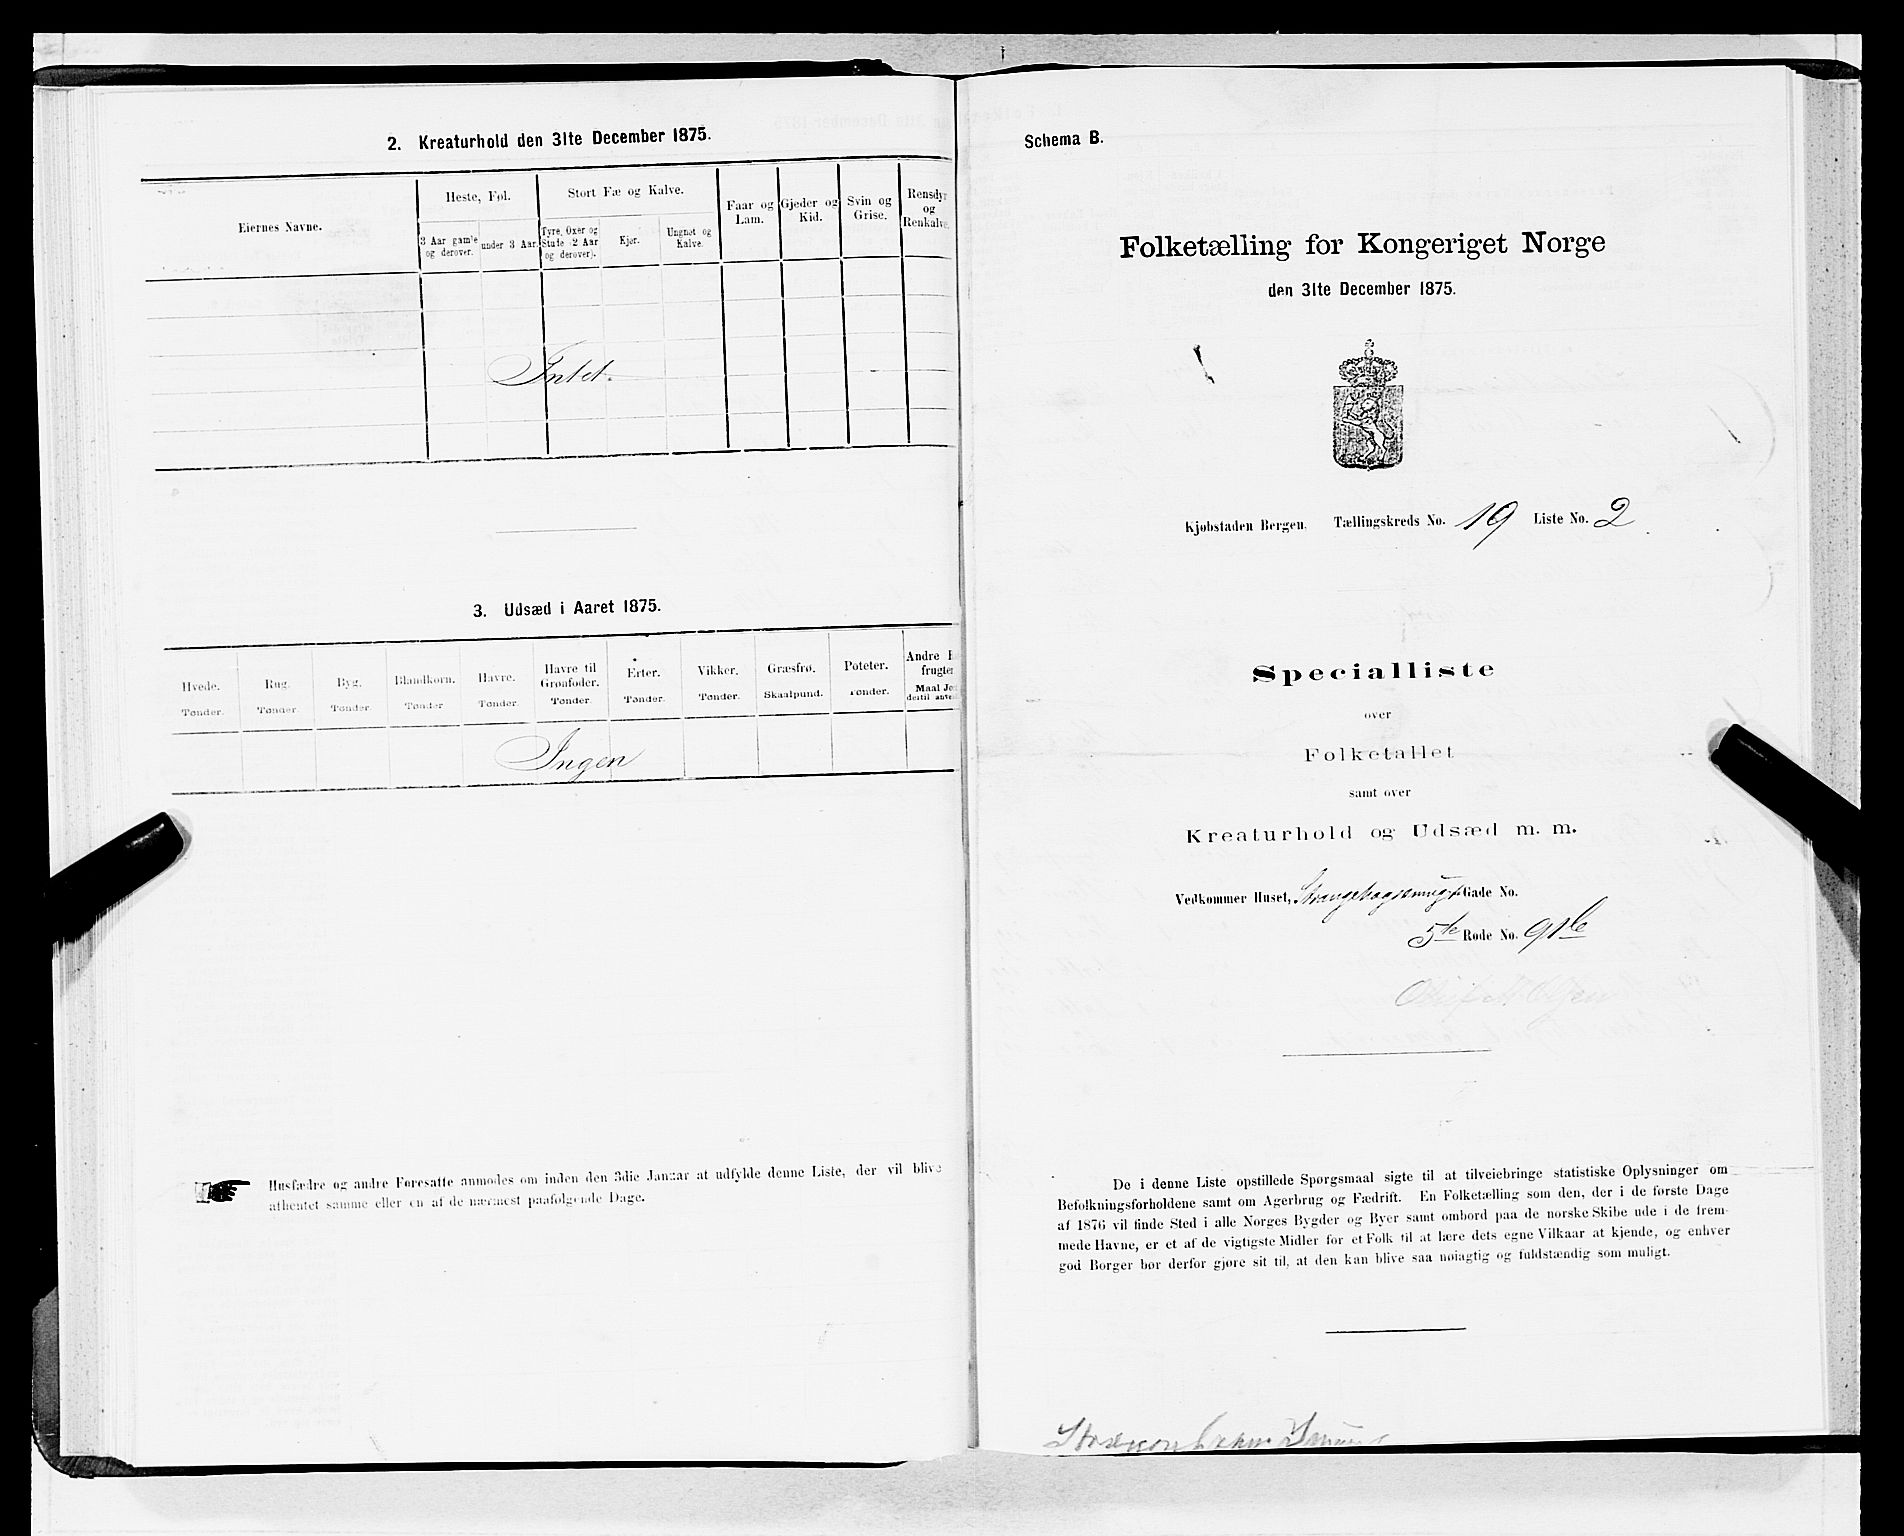 2. Kreaturhold den 31te December 1875.
Eiernes Navne.
Heste, Føl.
Stort Fæ og Kalve.
Faar og Lam.
Gjeder og Kid.
Svin og Grise.
Rensdyr og Renkalve.
3 Aar gamle og derover.
under 3 Aar.
Tyre, Oxer og Stude (2 Aar og derover).
Kjør.
Ungnøt og Kalve.
Intet.
3. Udsæd i Aaret 1875.
Hvede.
Rug.
Byg.
Blandkorn.
Havre.
Havre til Grønfoder.
Erter.
Vikker.
Græsfrø.
Poteter.
Andre
frugter
Tønder.
Tønder.
Tønder.
Tønder
Tønder.
Tønder
Tønder.
Tønder.
Skaalpund.
Tønder.
Maal
Ingen
Husfædre og andre Foresatte anmodes om inden den 3die Januar at udfylde denne Liste, der vil blive
afhentet samme eller en af de nærmest paafølgende Dage.
Schema B.
Folketælling for Kongeriget Norge
den 31te December 1875.
Kjøbstaden Bergen. Tællingskreds No. 19 Liste No. 2
Specialliste
over
Folketallet
samt over
Kreaturhold og Udsæd m. m.
Vedkommer Huset, Gade No.
5te Rode No. 91b
De i denne Liste opstillede Spørgsmaal sigte til at tilveiebringe statistiske Oplysninger om
Befolkningsforholdene samt om Agerbrug og Fædrift. En Folketælling som den, der i de første Dage
af 1876 vil finde Sted i alle Norges Bygder og Byer samt ombord paa de norske Skibe ude i de frem-
mede Havne, er et af de vigtigste Midler for et Folk til at lære dets egne Vilkaar at kjende, og enhver
god Borger bør derfor gjøre sit til, at den kan blive saa nøiagtig og fuldstændig som muligt.